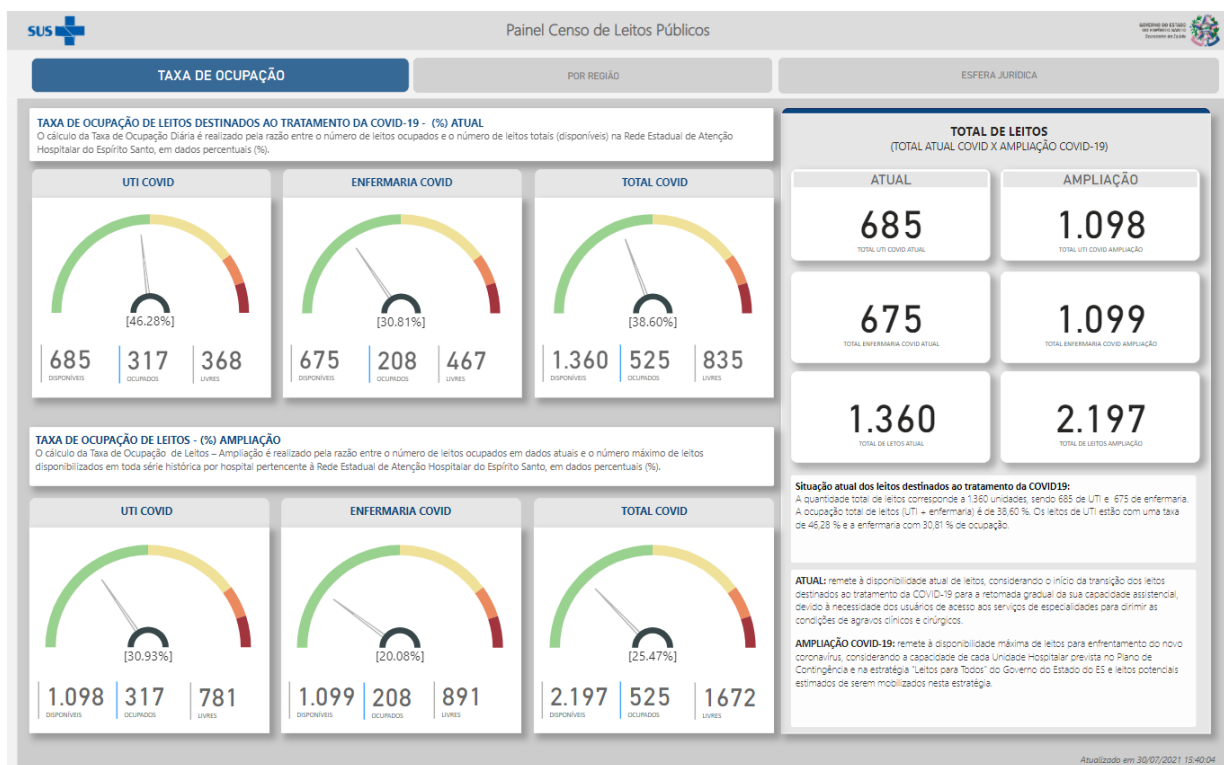 SUS
Painel Censo de Leitos Públicos
GOVERNO DO ESTADO
DO ESPÍRITO SANTO
Secretaria da Saúde
TAXA DE OCUPAÇÃO
POR REGIÃO
ESFERA JURÍDICA
TAXA DE OCUPAÇÃO DE LEITOS DESTINADOS AO TRATAMENTO DA COVID-19 - (%) ATUAL
O cálculo da Taxa de Ocupação Diária é realizado pela razão entre o número de leitos ocupados e o número de leitos totais (disponíveis) na Rede Estadual de Atenção
Hospitalar do Espírito Santo, em dados percentuais (%).
UTI COVID
[46.28%]
685
DISPONÍVEIS
317
OCUPADOS
368
LIVRES
ENFERMARIA COVID
[30.81%]
675
DISPONÍVEIS
208
OCUPADOS
467
LIVRES
TOTAL COVID
[38.60%]
1.360
DISPONÍVEIS
525
OCUPADOS
835
LIVRES
TAXA DE OCUPAÇÃO DE LEITOS - (%) AMPLIAÇÃO
O cálculo da Taxa de Ocupação de Leitos – Ampliação é realizado pela razão entre o número de leitos ocupados em dados atuais e o número máximo de leitos
disponibilizados em toda série histórica por hospital pertencente à Rede Estadual de Atenção Hospitalar do Espírito Santo, em dados percentuais (%).
UTI COVID
[30.93%]
1.098
DISPONÍVEIS
317
OCUPADOS
781
LIVRES
ENFERMARIA COVID
[20.08%]
1.099
DISPONÍVEIS
208
OCUPADOS
891
LIVRES
TOTAL COVID
[25.47%]
2.197
DISPONÍVEIS
525
OCUPADOS
1672
LIVRES
TOTAL DE LEITOS
(TOTAL ATUAL COVID X AMPLIAÇÃO COVID-19)
ATUAL
AMPLIAÇÃO
685
TOTAL UTI COVID ATUAL
1.098
TOTAL UTI COVID AMPLIAÇÃO
675
TOTAL ENFERMARIA COVID ATUAL
1.099
TOTAL ENFERMARIA COVID AMPLIAÇÃO
1.360
TOTAL DE LEITOS ATUAL
2.197
TOTAL DE LEITOS AMPLIAÇÃO
Situação atual dos leitos destinados ao tratamento da COVID19:
A quantidade total de leitos corresponde a 1360 unidades, sendo 685 de UTI e 675 de enfermaria.
A ocupação total de leitos (UTI + enfermaria) é de 38,60 %. Os leitos de UTI estão com uma taxa
de 46,28 % e a enfermaria com 30,81 % de ocupação.
ATUAL: remete à disponibilidade atual de leitos, considerando o início da transição dos leitos
destinados ao tratamento da COVID-19 para a retomada gradual da sua capacidade assistencial,
devido à necessidade dos usuários de acesso aos serviços de especialidades para dirimir as
condições de agravos clínicos e cirúrgicos.
AMPLIAÇÃO COVID-19: remete à disponibilidade máxima de leitos para enfrentamento do novo
coronavírus, considerando a capacidade de cada Unidade Hospitalar prevista no Plano de
Contingência e na estratégia "Leitos para Todos" do Governo do Estado do ES e leitos potenciais
estimados de serem mobilizados nesta estratégia.
Atualizado em 30/07/2021 15:40:04